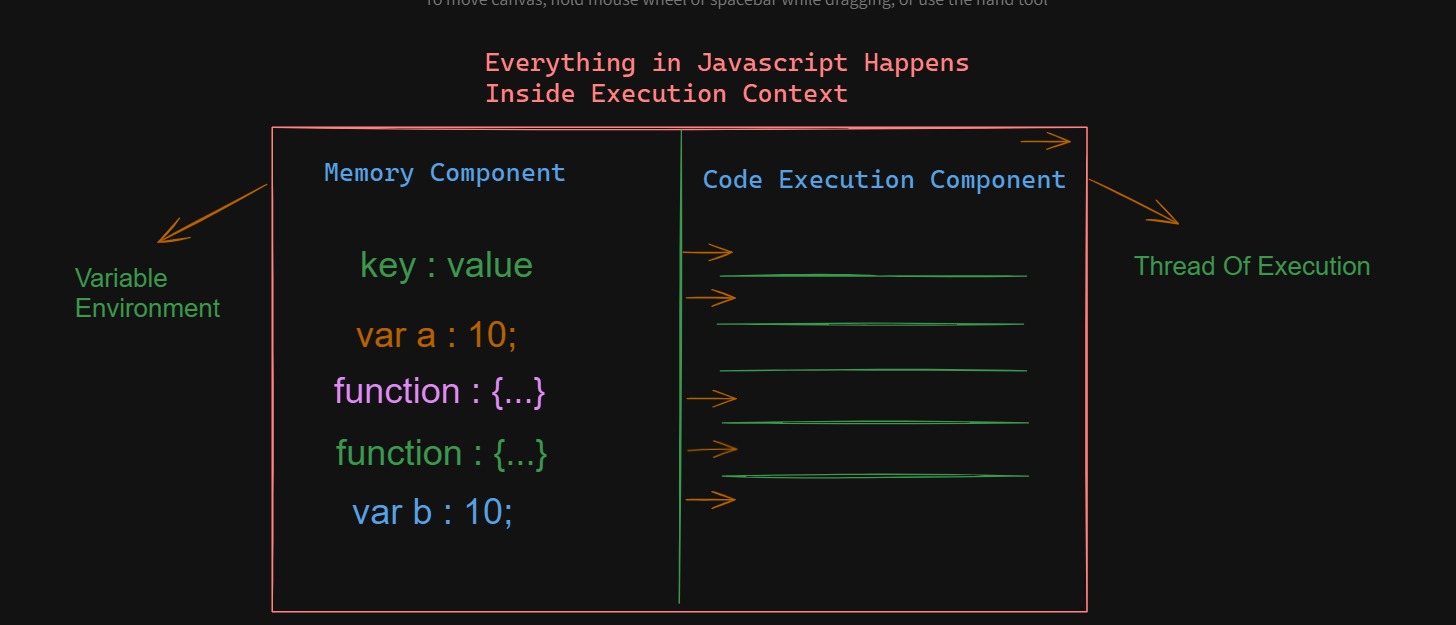 To move canvas, hold mouse wheel or spacebar while dragging, or use the hand tool
Everything in Javascript Happens
Inside Execution Context
Memory Component
Code Execution Component
Variable
Environment
key : value
Thread Of Execution
var a : 10;
function : {...}
function : {...}
var b : 10;